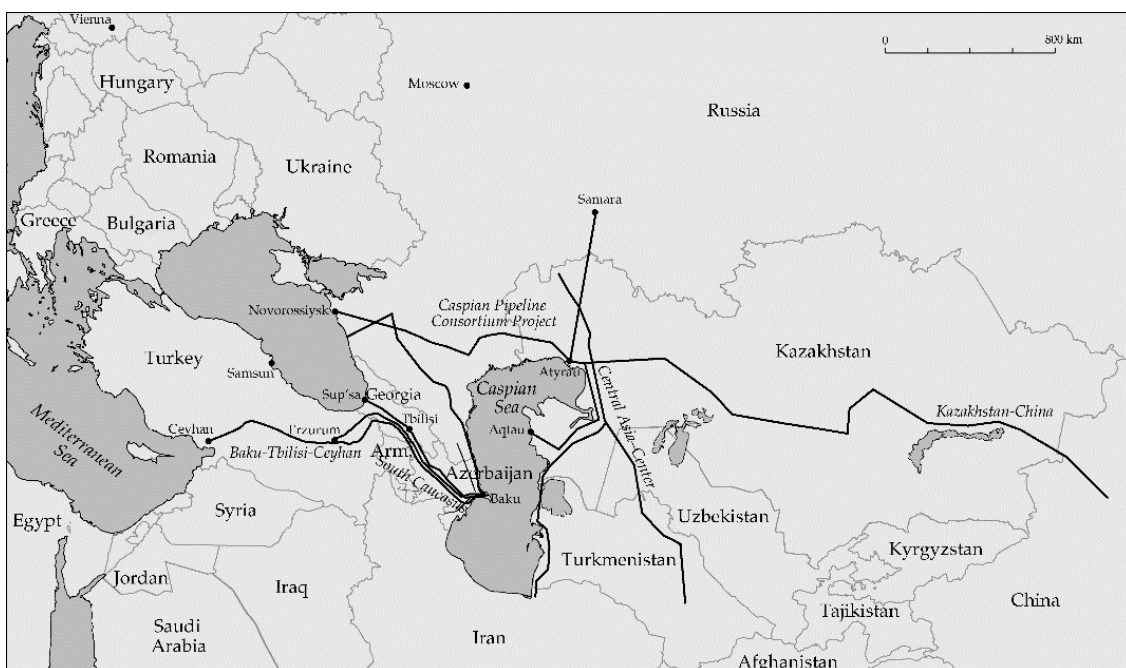 Vienna
Hungary
Moscow
0
800 km
Russia
Romania
Ukraine
Samara
Greece
Bulgaria
Novorossiysk
Caspian Pipeline
Consortium Project
Kazakhstan
Turkey
Samsun
Atyrau
Caspian
Sea
Central Asia-Center
Sup'sa
Georgia
Tbilisi
Kazakhstan-China
Mediterranean
Sea
Ceyhan
Erzurum
Aqtau
Baku-Tbilisi-Ceyhan
Arm.
South Caucasus
Azerbaijan
Baku
Syria
Uzbekistan
Egypt
Turkmenistan
Kyrgyzstan
Jordan
Iraq
China
Tajikistan
Saudi
Arabia
Iran
Afghanistan